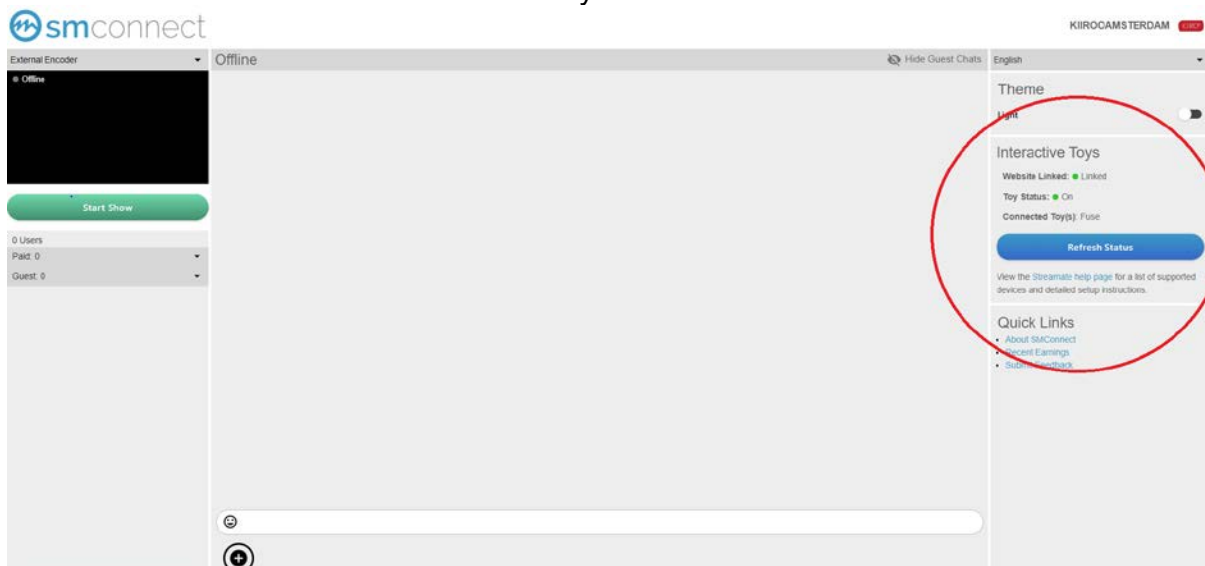 smconnect
KIIROCAMSTERDAM
External Encoder
Offline
Hide Guest Chats
English
Offline
Theme
Light
Interactive Toys
Website Linked: Linked
Toy Status: On
Connected Toy(s): Fuse
Start Show
Refresh Status
0 Users
Paid: 0
Guest: 0
View the Streamate help page for a list of supported
devices and detailed setup instructions.
Quick Links
About SMConnect
Recent Earnings
Submit Feedback